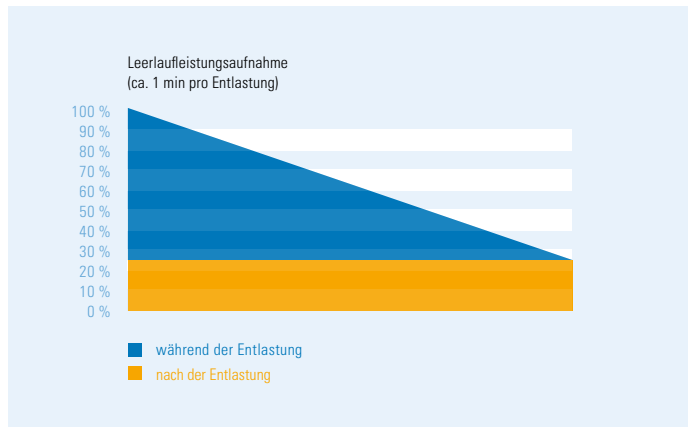 Leerlaufleistungsaufnahme
(ca. 1 min pro Entlastung)
100 %
90 %
80 %
70 %
60 %
50 %
40 %
30 %
20 %
10 %
0 %
während der Entlastung
nach der Entlastung